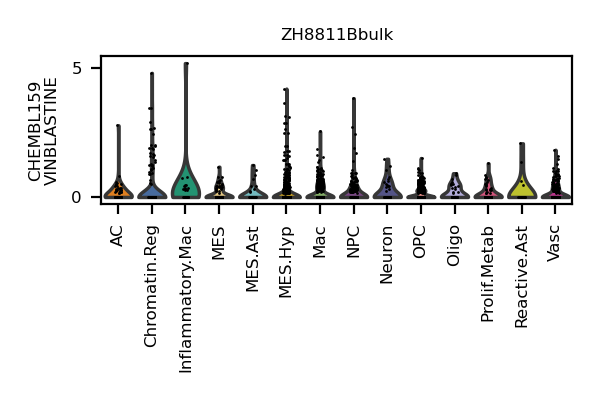 ZH8811Bbulk
CHEMBL159
VINBLASTINE
5
0
AC
Chromatin.Reg
Inflammatory.Mac
MES
MES.Ast
MES.Hyp
Mac
NPC
Neuron
OPC
Oligo
Prolif.Metab
Reactive.Ast
Vasc